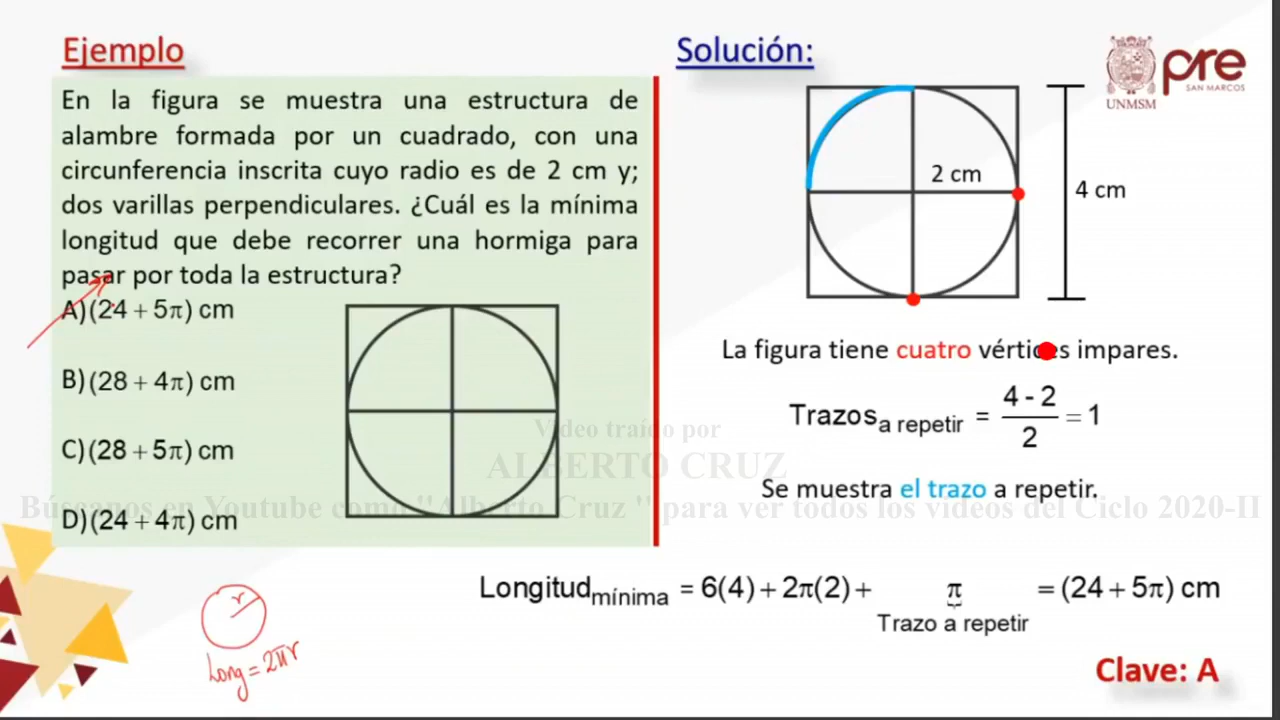 Ejemplo
En la figura se muestra una estructura de
alambre formada por un cuadrado, con una
circunferencia inscrita cuyo radio es de 2 cm y;
dos varillas perpendiculares. ¿Cuál es la mínima
longitud que debe recorrer una hormiga para
pasar por toda la estructura?
A)(24 + 5π) cm
B)(28 + 4π) cm
C)(28 + 5π) cm
D)(24 + 4π) cm
r
Long = 2πr
Solución:
UNMSM
pre
SAN MARCOS
2 cm
4 cm
La figura tiene cuatro vértices impares.
Trazos a repetir = 4 - 2 / 2 = 1
Se muestra el trazo a repetir.
Video traído por
ALBERTO CRUZ
Búscanos en Youtube como "Alberto Cruz " para ver todos los videos del Ciclo 2020-II
Longitud mínima = 6(4) + 2π(2) + π = (24 + 5π) cm
Trazo a repetir
Clave: A